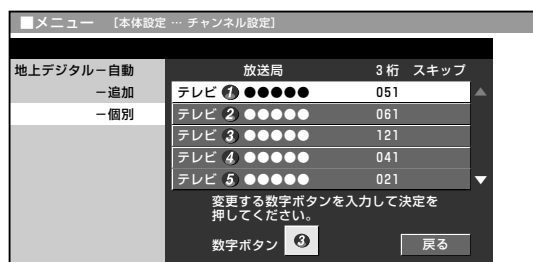 ■メニュー [本体設定 … チャンネル設定]
地上デジタルー自動 放送局 3桁 スキップ
ー追加 テレビ ❶ ●●●●● 051 ▲
ー個別 テレビ ❷ ●●●●● 061
テレビ ❸ ●●●●● 121
テレビ ❹ ●●●●● 041
テレビ ❺ ●●●●● 021 ▼
変更する数字ボタンを入力して決定を
押してください。
数字ボタン ❸ 戻る